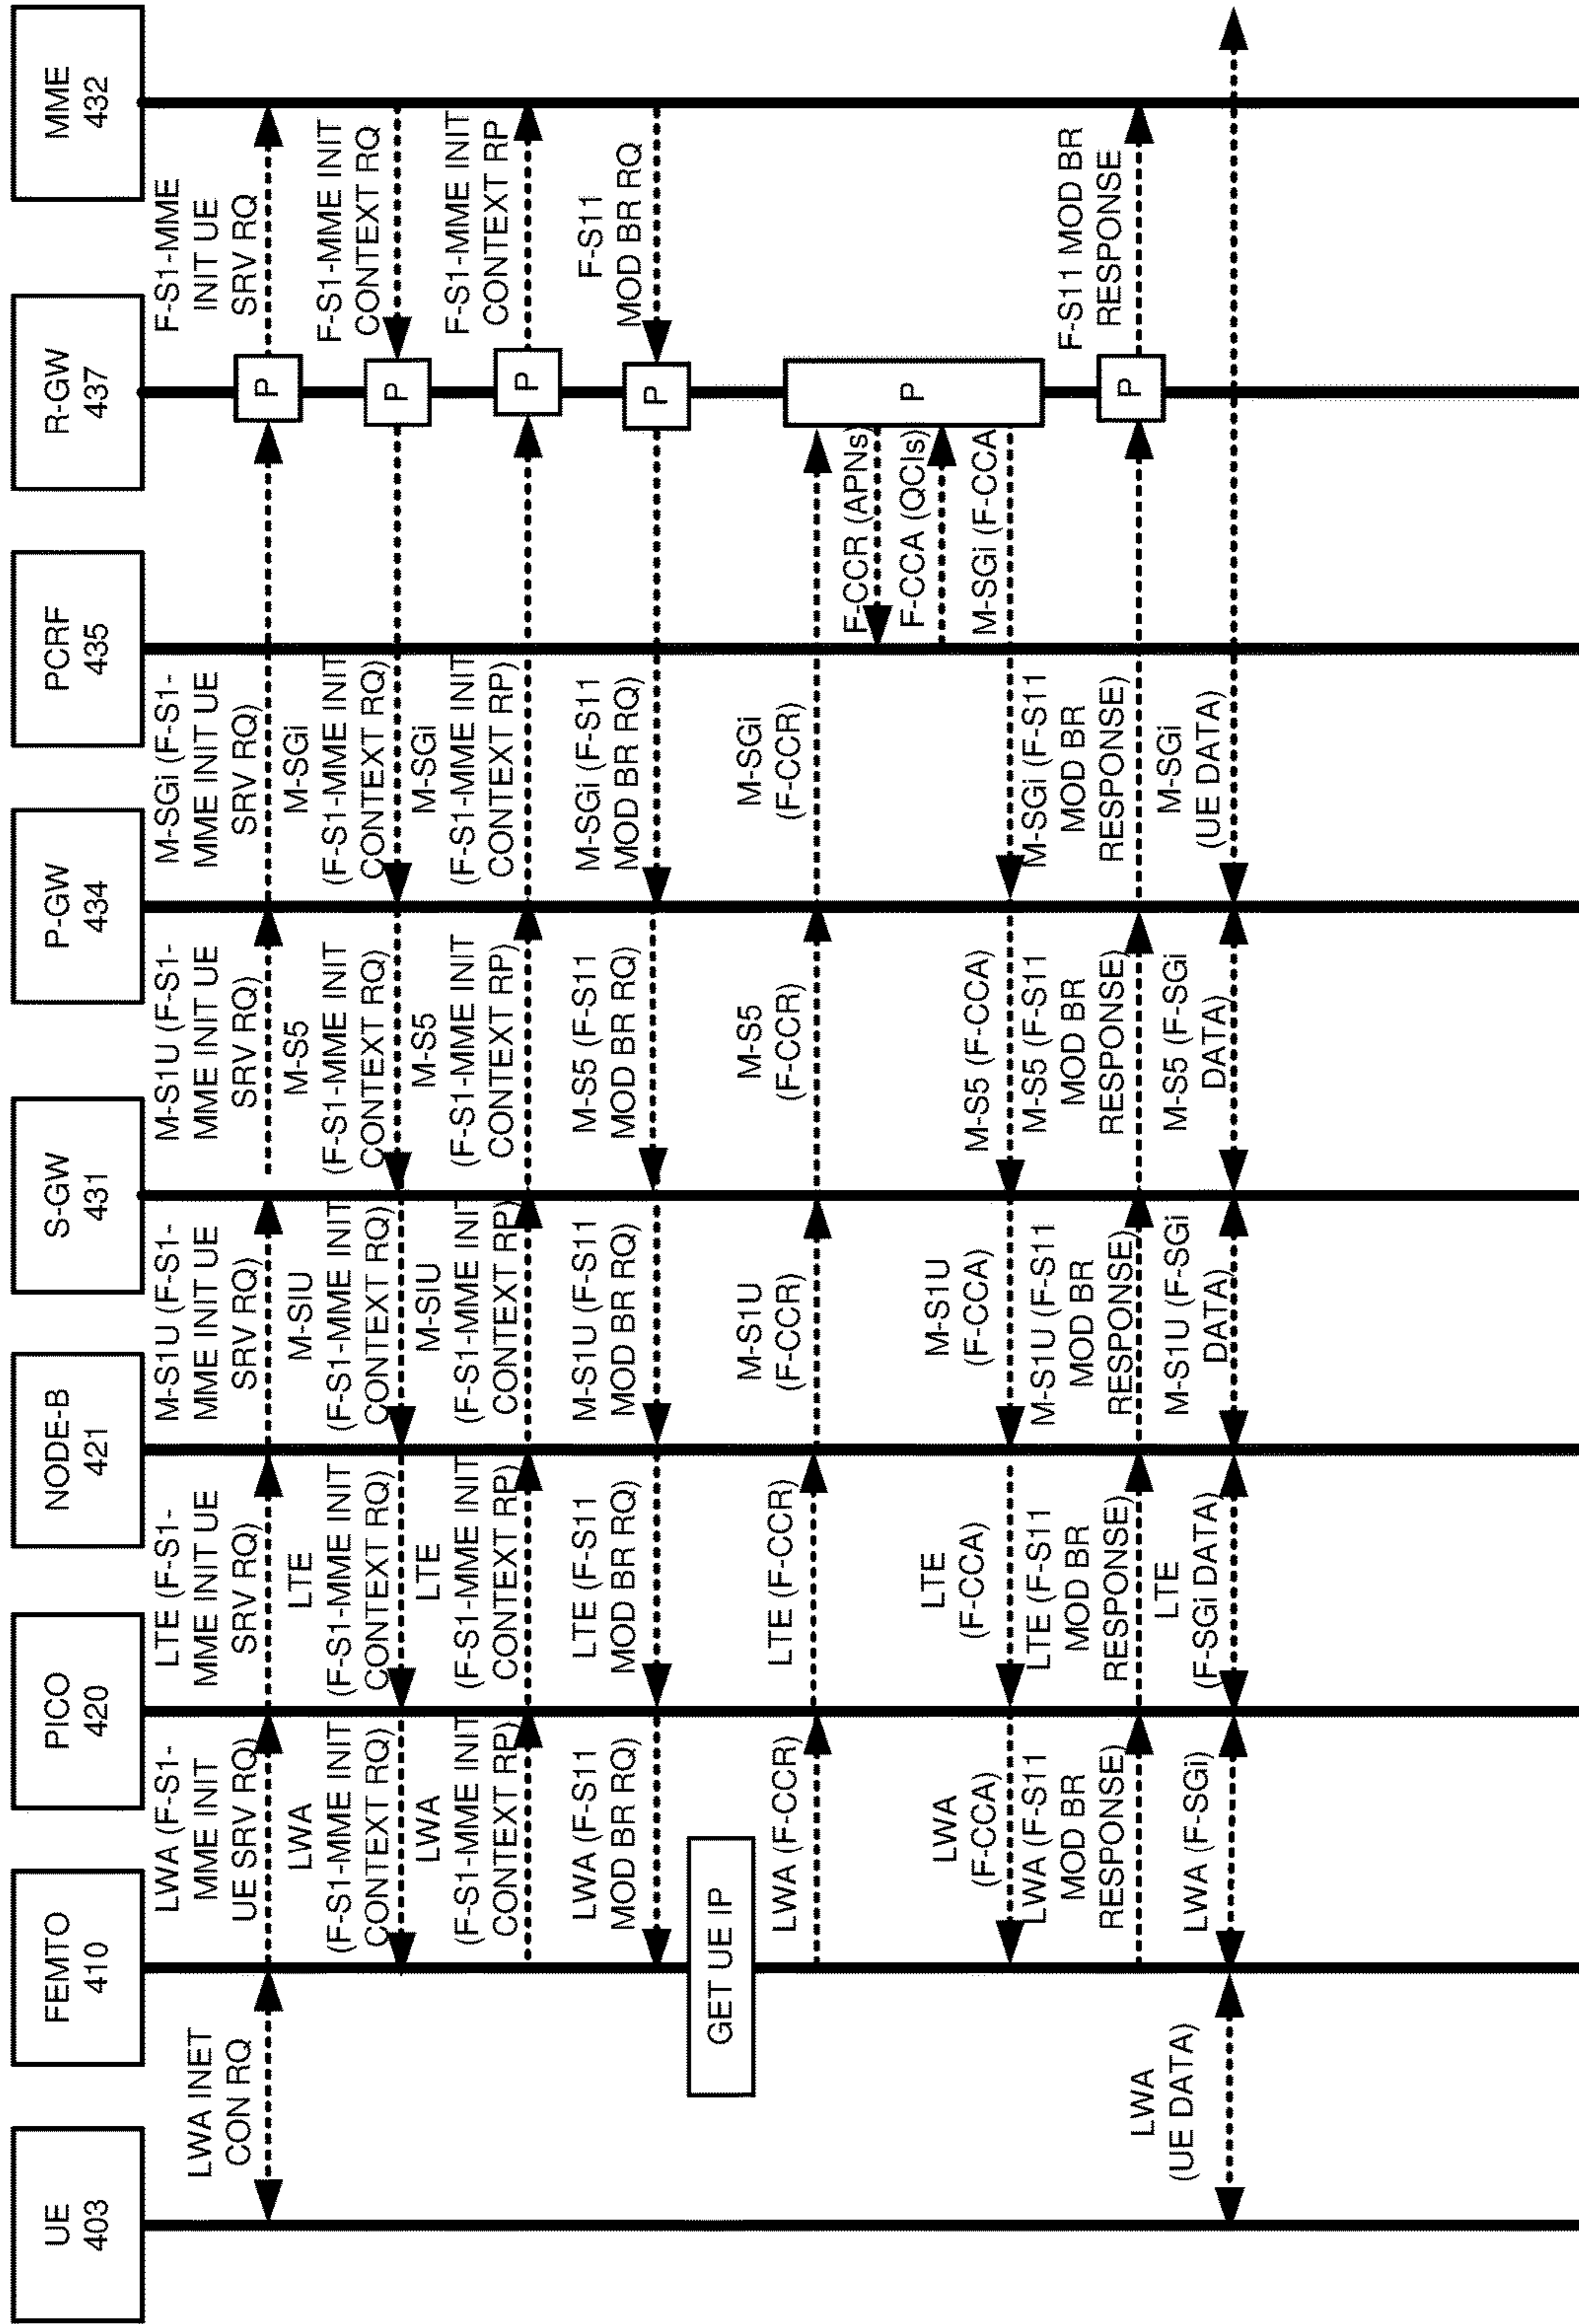 UE
403
FEMTO
410
PICO
420
NODE-B
421
S-GW
431
P-GW
434
PCRF
435
R-GW
437
MME
432
LWA INET
CON RQ
LWA (F-S1-
MME INIT
UE SRV RQ)
LTE (F-S1-
MME INIT UE
SRV RQ)
M-S1U (F-S1-
MME INIT UE
SRV RQ)
M-S1U (F-S1-
MME INIT UE
SRV RQ)
M-SGi (F-S1-
MME INIT UE
SRV RQ)
P
F-S1-MME
INIT UE
SRV RQ
LWA
(F-S1-MME INIT
CONTEXT RQ)
LTE
(F-S1-MME INIT
CONTEXT RQ)
M-SIU
(F-S1-MME INIT
CONTEXT RQ)
M-S5
(F-S1-MME INIT
CONTEXT RQ)
M-SGi
(F-S1-MME INIT
CONTEXT RQ)
P
F-S1-MME INIT
CONTEXT RQ
LWA
(F-S1-MME INIT
CONTEXT RP)
LTE
(F-S1-MME INIT
CONTEXT RP)
M-SIU
(F-S1-MME INIT
CONTEXT RP)
M-S5
(F-S1-MME INIT
CONTEXT RP)
M-SGi
(F-S1-MME INIT
CONTEXT RP)
P
F-S1-MME INIT
CONTEXT RP
LWA (F-S11
MOD BR RQ)
LTE (F-S11
MOD BR RQ)
M-S1U (F-S11
MOD BR RQ)
M-S5 (F-S11
MOD BR RQ)
M-SGi (F-S11
MOD BR RQ)
P
F-S11
MOD BR RQ
GET UE IP
LWA (F-CCR)
LTE (F-CCR)
M-S1U
(F-CCR)
M-S5
(F-CCR)
M-SGi
(F-CCR)
P
F-CCR (APNs)
F-CCA (QCIs)
M-SGi (F-CCA
LWA
(F-CCA)
LTE
(F-CCA)
M-S1U
(F-CCA)
M-S5 (F-CCA)
LWA (F-S11
MOD BR
RESPONSE)
LTE (F-S11
MOD BR
RESPONSE)
M-S1U (F-S11
MOD BR
RESPONSE)
M-S5 (F-S11
MOD BR
RESPONSE)
M-SGi (F-S11
MOD BR
RESPONSE)
P
F-S11 MOD BR
RESPONSE
LWA
(UE DATA)
LWA (F-SGi)
LTE
(F-SGi DATA)
M-S1U (F-SGi
DATA)
M-S5 (F-SGi
DATA)
M-SGi
(UE DATA)